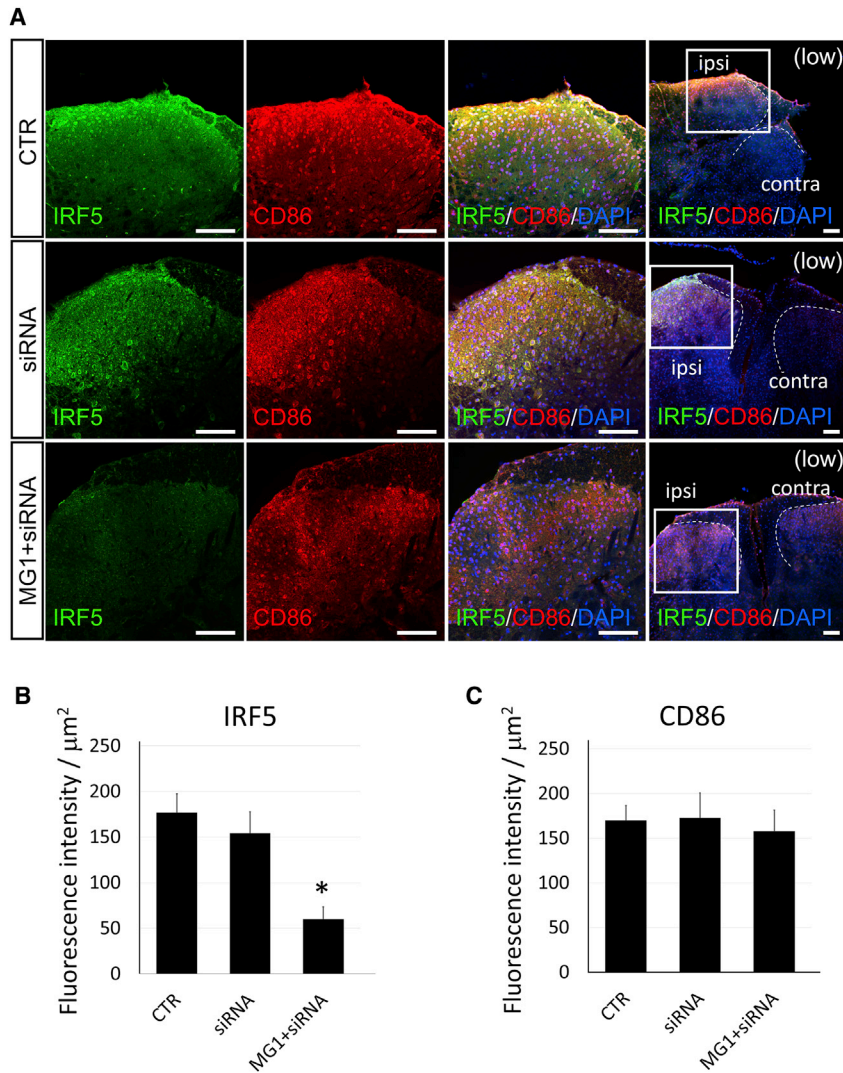 A
CTR
IRF5
CD86
IRF5/CD86/DAPI
ipsi
(low)
contra
IRF5/CD86/DAPI
siRNA
IRF5
CD86
IRF5/CD86/DAPI
(low)
ipsi
contra
IRF5/CD86/DAPI
MG1+siRNA
IRF5
CD86
IRF5/CD86/DAPI
(low)
ipsi
contra
IRF5/CD86/DAPI
B
IRF5
Fluorescence intensity / μm²
250
200
150
100
50
0
*
CTR
siRNA
MG1+siRNA
C
CD86
Fluorescence intensity / μm²
250
200
150
100
50
0
CTR
siRNA
MG1+siRNA